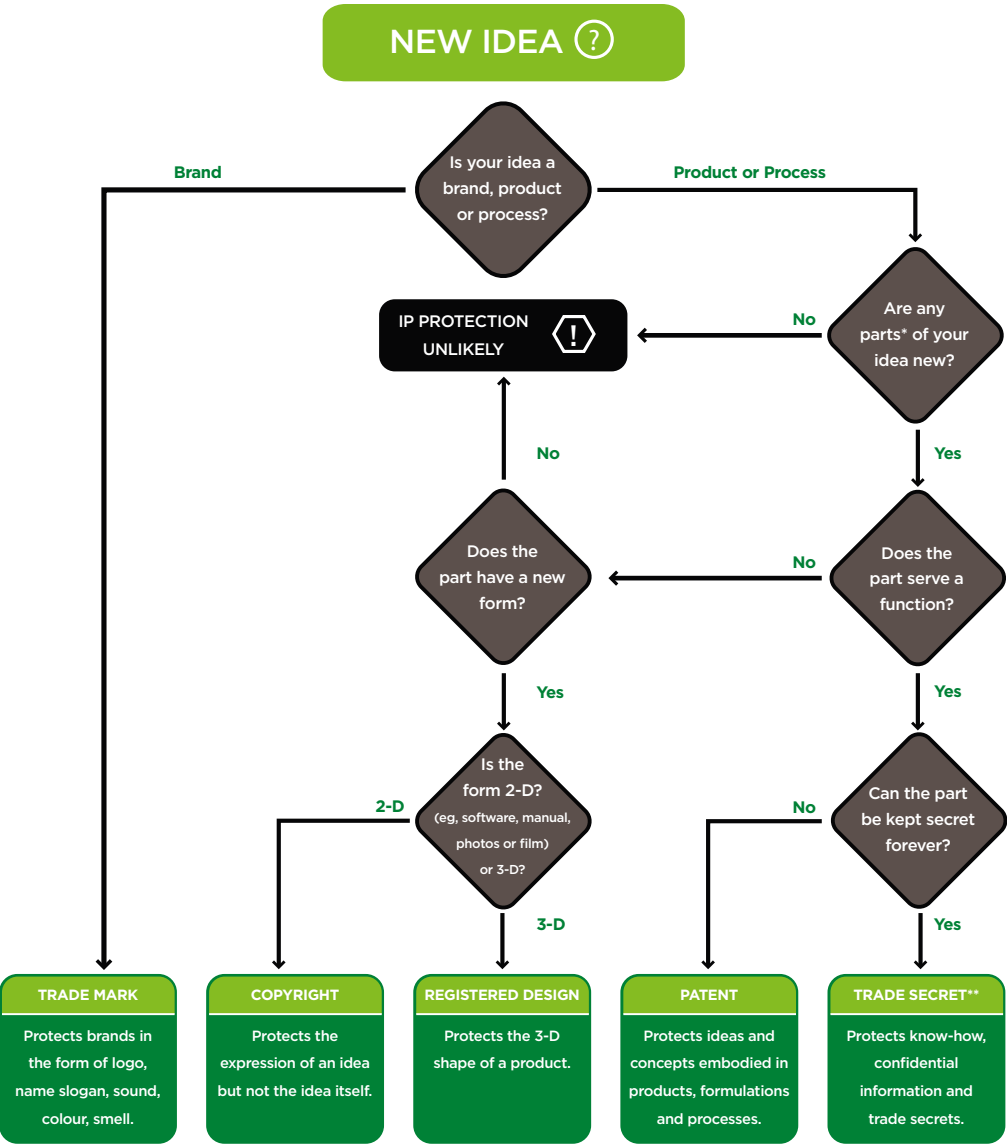 NEW IDEA ?
Is your idea a
brand, product
or process?
Brand
Product or Process
Are any
parts* of your
idea new?
No
IP PROTECTION
UNLIKELY
!
Yes
No
Does the
part serve a
function?
No
Does the
part have a new
form?
Yes
Yes
Is the
form 2-D?
(eg, software, manual,
photos or film)
or 3-D?
2-D
3-D
Can the part
be kept secret
forever?
No
Yes
TRADE MARK
Protects brands in
the form of logo,
name slogan, sound,
colour, smell.
COPYRIGHT
Protects the
expression of an idea
but not the idea itself.
REGISTERED DESIGN
Protects the 3-D
shape of a product.
PATENT
Protects ideas and
concepts embodied in
products, formulations
and processes.
TRADE SECRET**
Protects know-how,
confidential
information and
trade secrets.